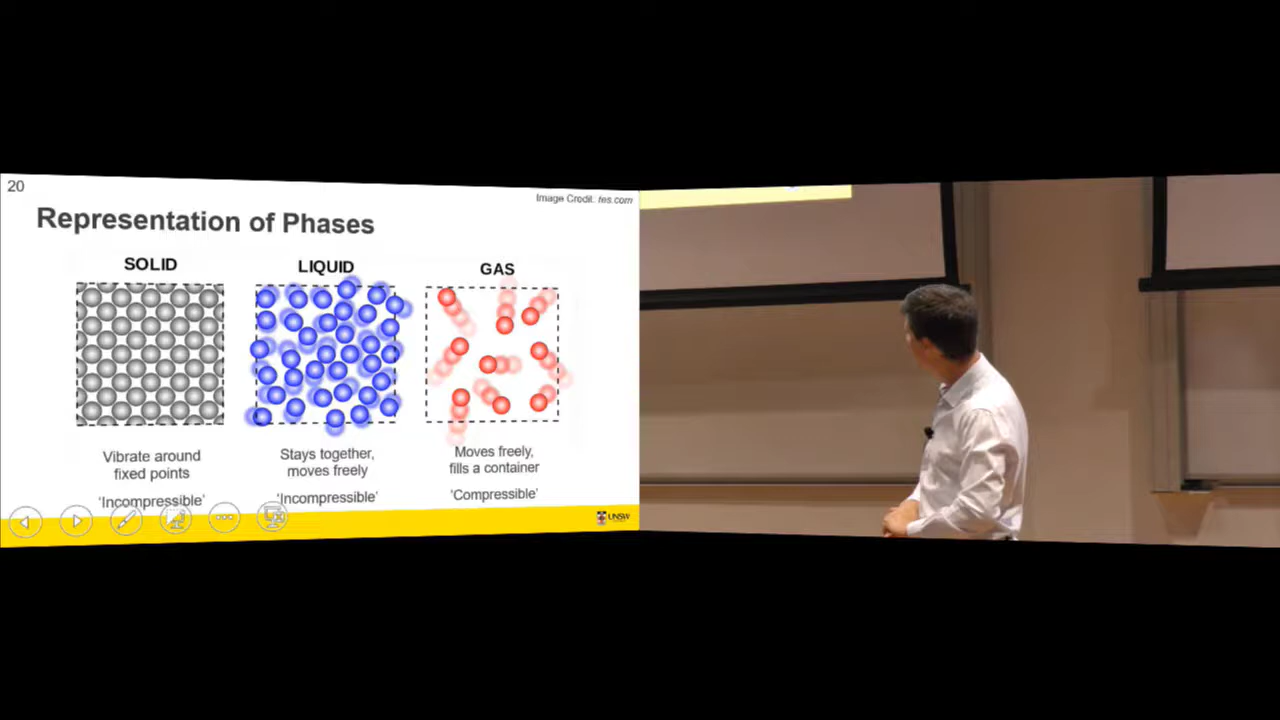 20
Image Credit: tes.com
Representation of Phases
SOLID
LIQUID
GAS
Vibrate around
fixed points
'Incompressible'
Stays together,
moves freely
'Incompressible'
Moves freely,
fills a container
'Compressible'
UNSW